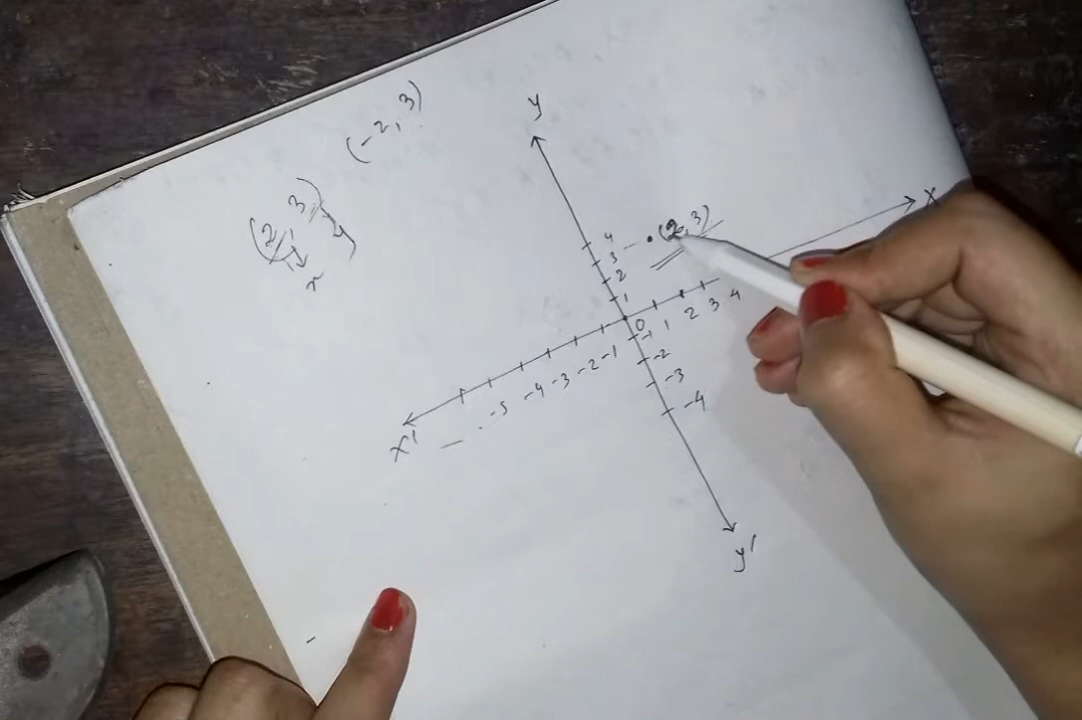 (-2, 3)
(2, 3)
x y
y
4
3
2
1
(2, 3)
x
0 1 2 3 4
-5 -4 -3 -2 -1
-1
-2
-3
-4
x'
y'